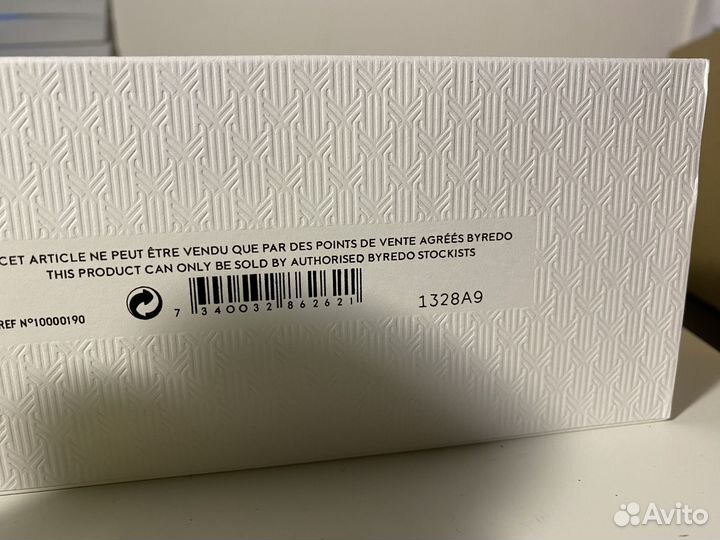 CET ARTICLE NE PEUT ÊTRE VENDU QUE PAR DES POINTS DE VENTE AGRÉÉS BYREDO
THIS PRODUCT CAN ONLY BE SOLD BY AUTHORISED BYREDO STOCKISTS
REF N°10000190
7 340032 862621
1328A9
Avito